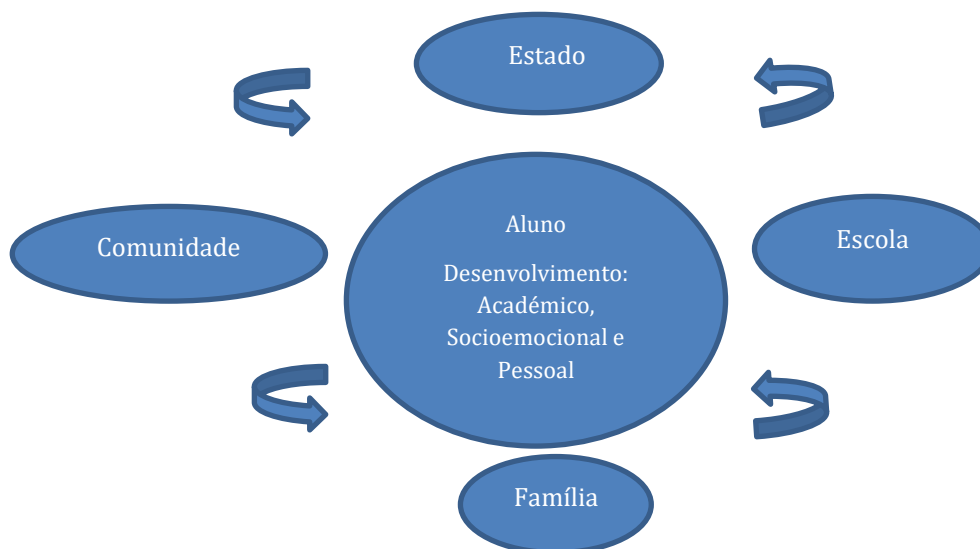 Estado
Comunidade
Aluno
Desenvolvimento:
Académico,
Socioemocional e
Pessoal
Escola
Família